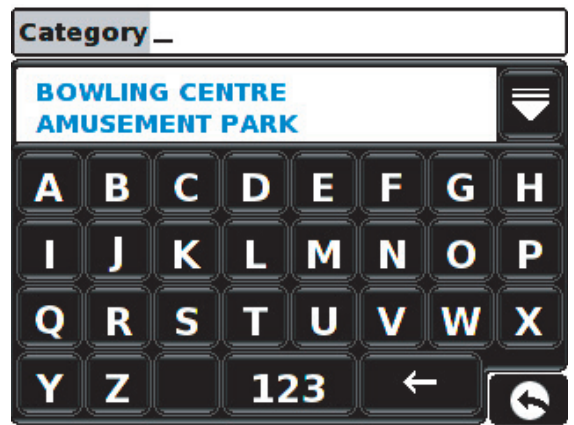 Category _
BOWLING CENTRE
AMUSEMENT PARK
A B C D E F G H
I J K L M N O P
Q R S T U V W X
Y Z 123 ←